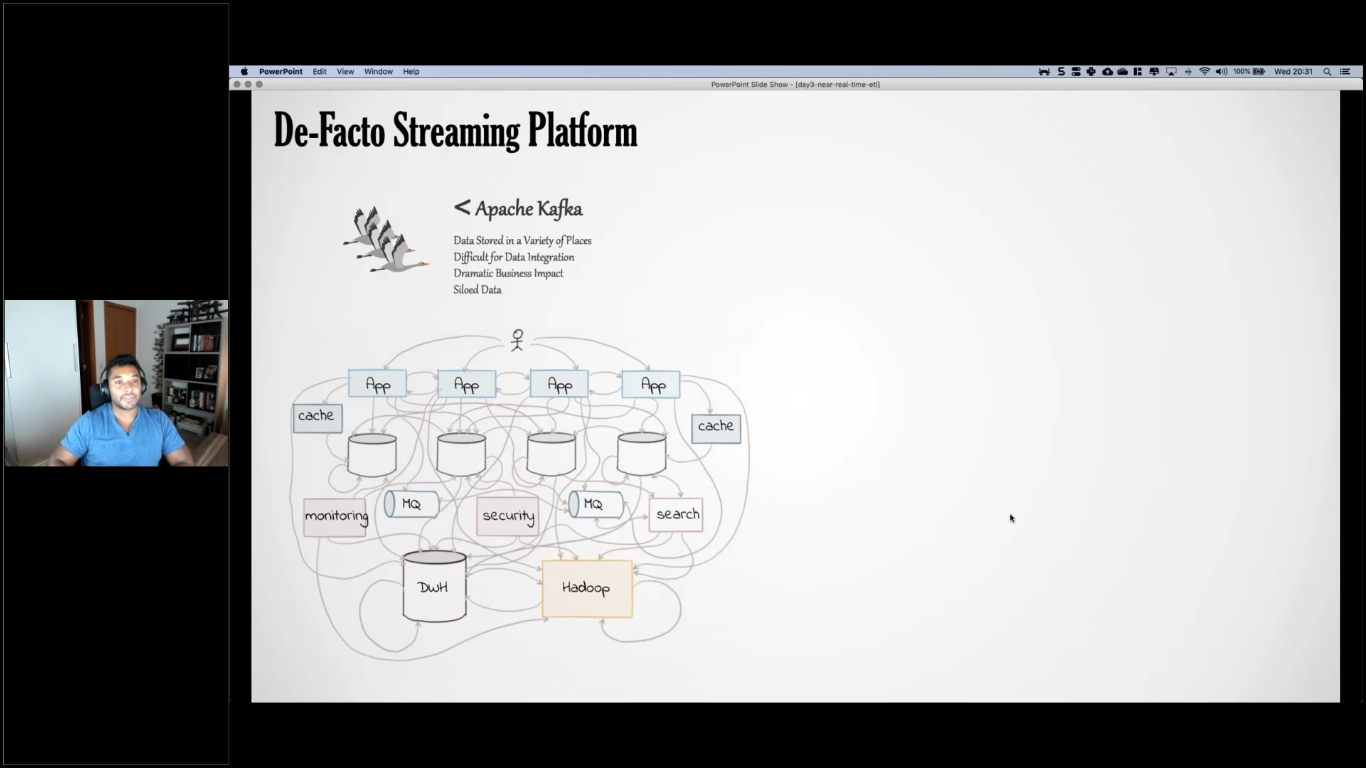 PowerPoint Edit View Window Help
100% Wed 20:31
PowerPoint Slide Show - [day3-near-real-time-etl]
De-Facto Streaming Platform
< Apache Kafka
Data Stored in a Variety of Places
Difficult for Data Integration
Dramatic Business Impact
Siloed Data
App App App App
cache
cache
MQ MQ
monitoring security search
DWH Hadoop